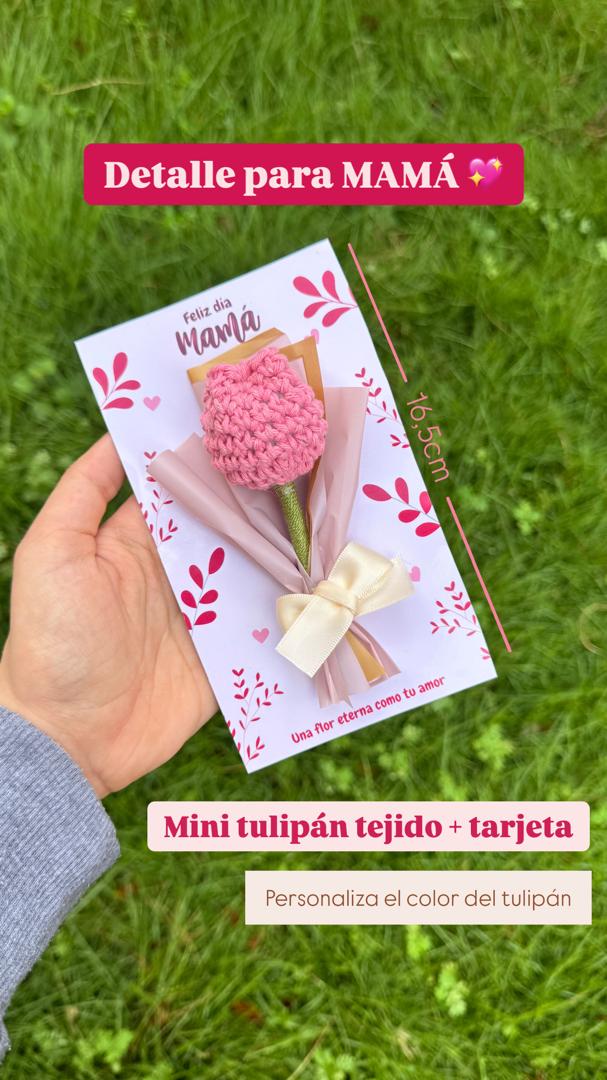 Detalle para MAMÁ 💖
Feliz día
mamá
16,5cm
Una flor eterna como tu amor
Mini tulipán tejido + tarjeta
Personaliza el color del tulipán